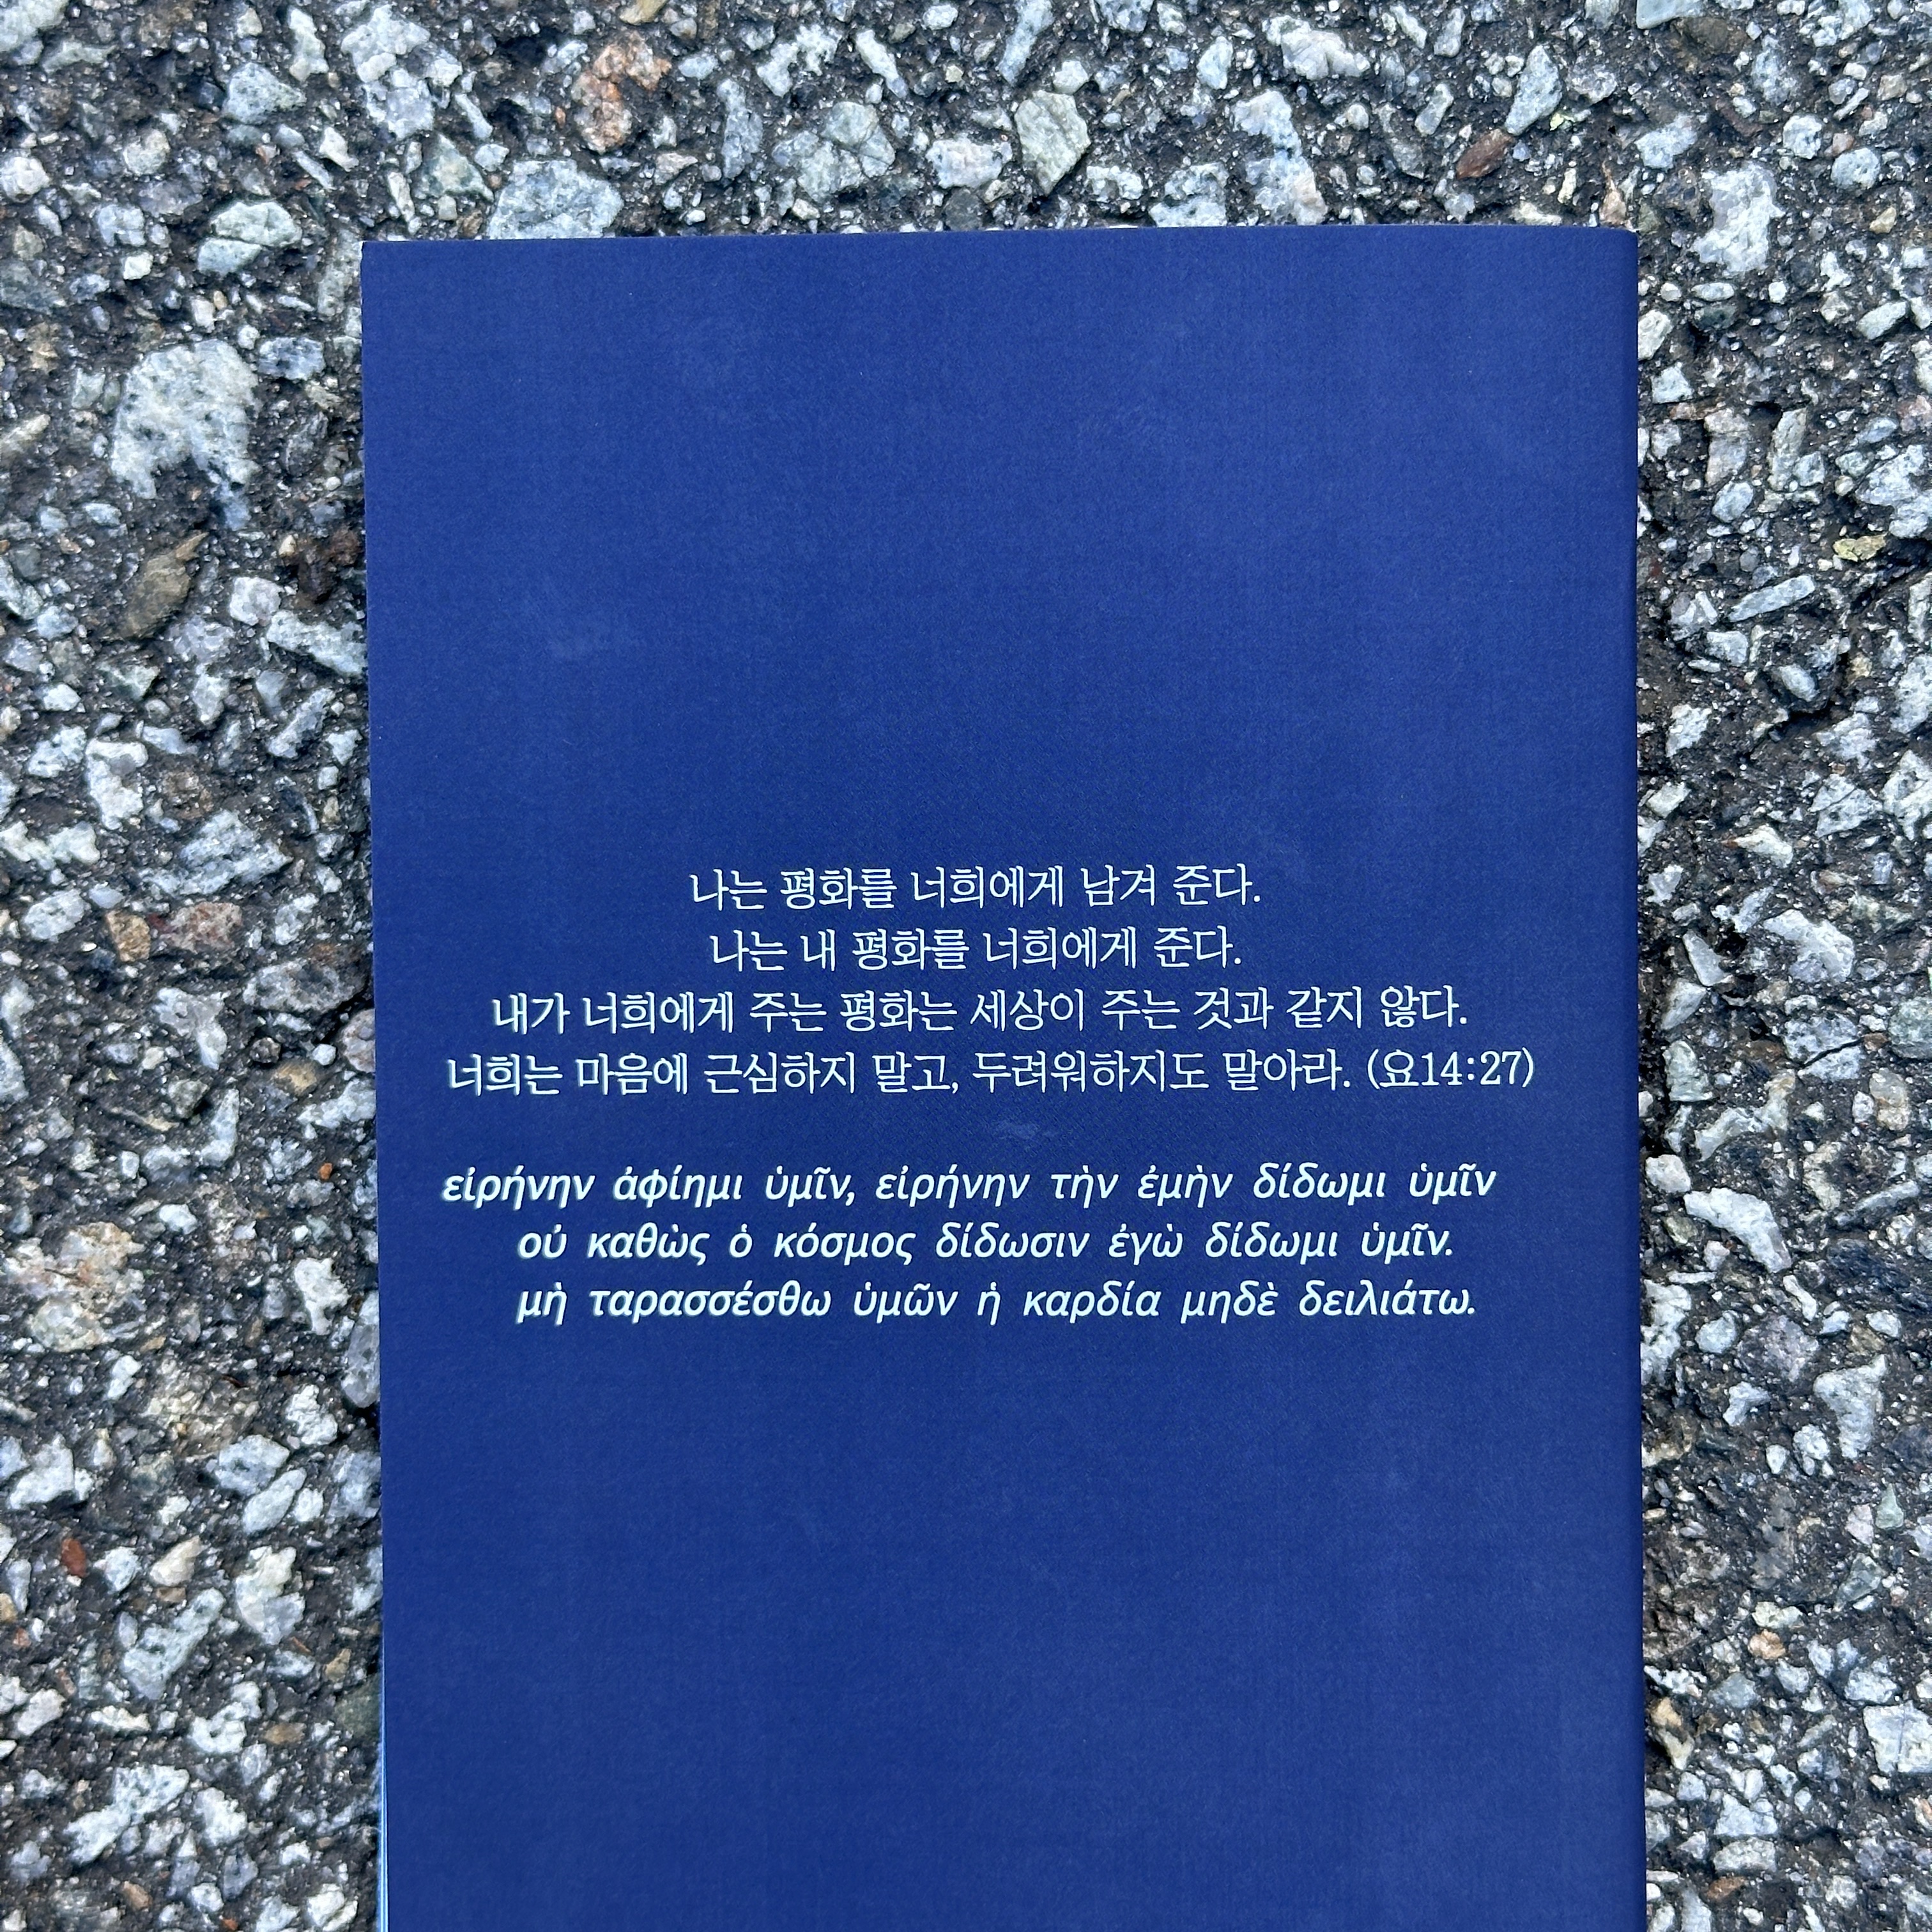 나는 평화를 너희에게 남겨 준다.
나는 내 평화를 너희에게 준다.
내가 너희에게 주는 평화는 세상이 주는 것과 같지 않다.
너희는 마음에 근심하지 말고, 두려워하지도 말아라. (요14:27)
εἰρήνην ἀφίημι ὑμῖν, εἰρήνην τὴν ἐμὴν δίδωμι ὑμῖν
οὐ καθὼς ὁ κόσμος δίδωσιν ἐγὼ δίδωμι ὑμῖν.
μὴ ταρασσέσθω ὑμῶν ἡ καρδία μηδὲ δειλιάτω.